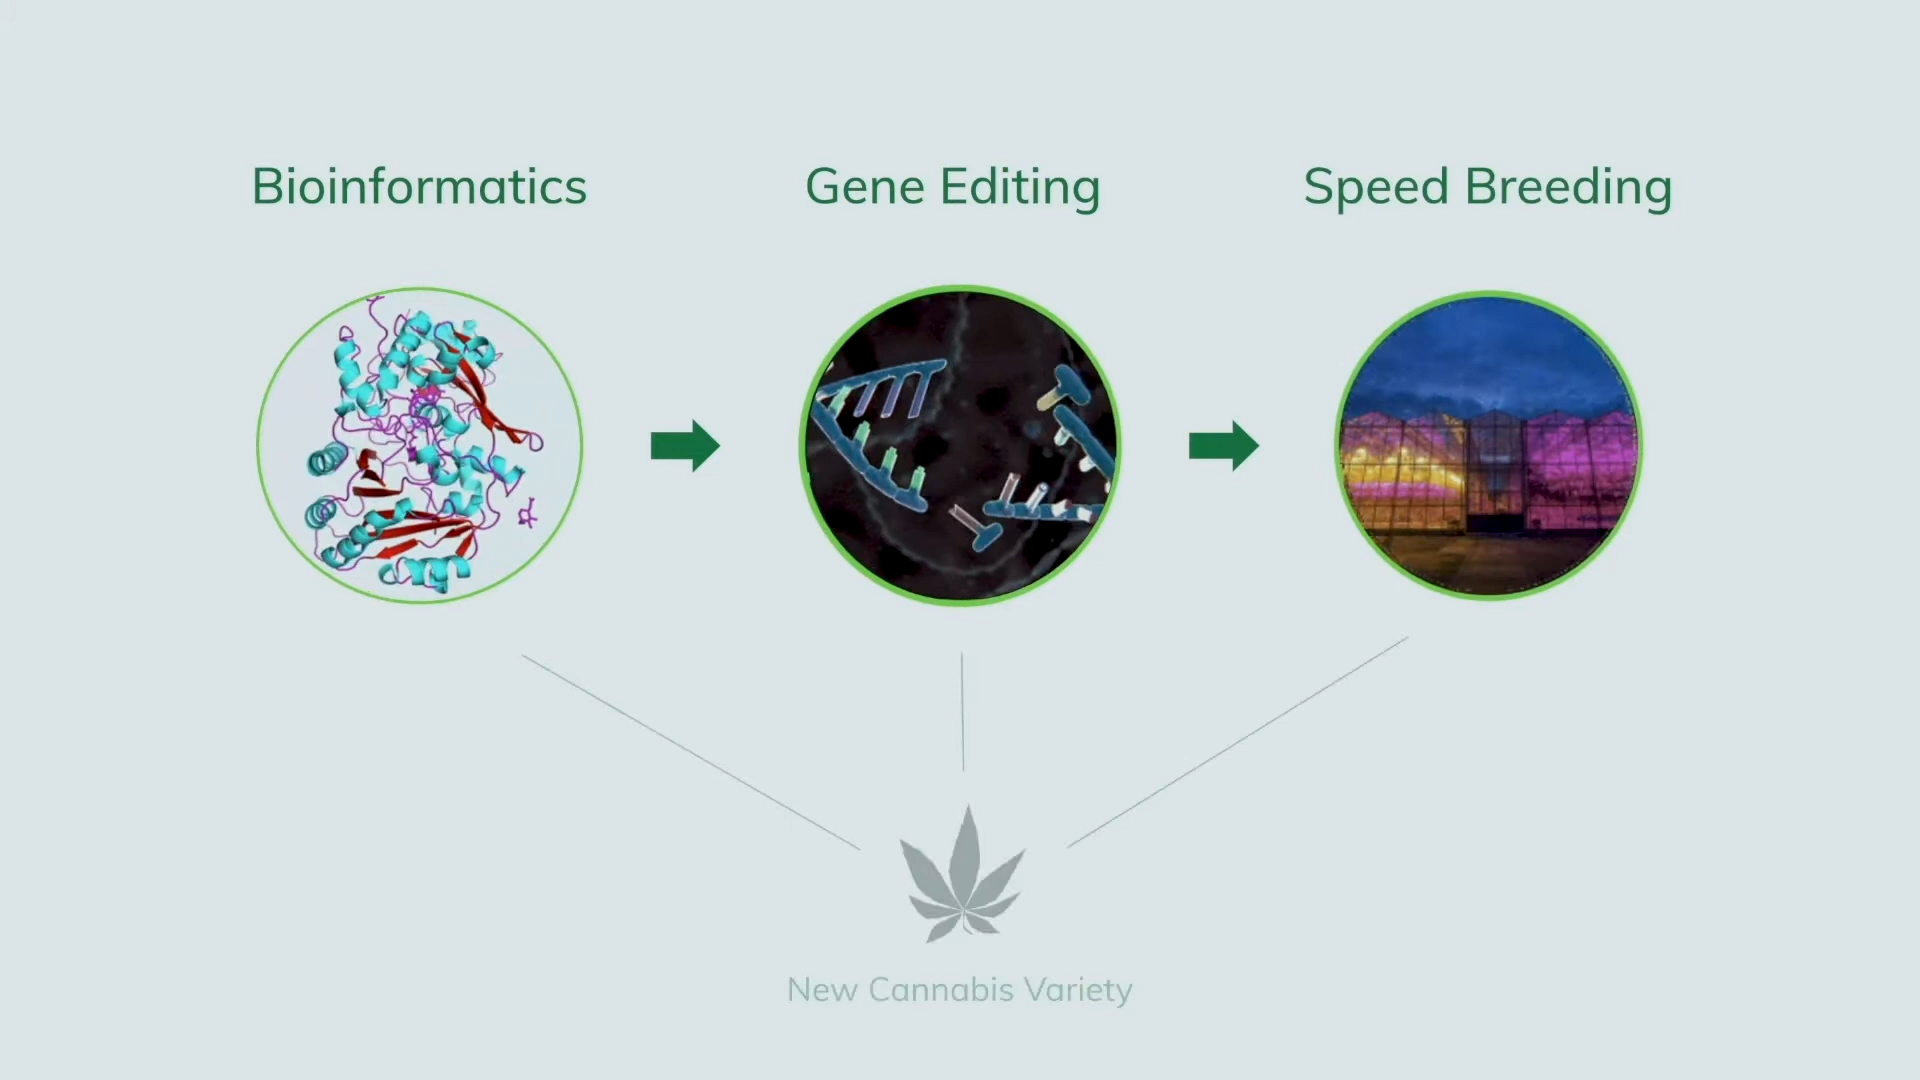 Bioinformatics
Gene Editing
Speed Breeding
New Cannabis Variety